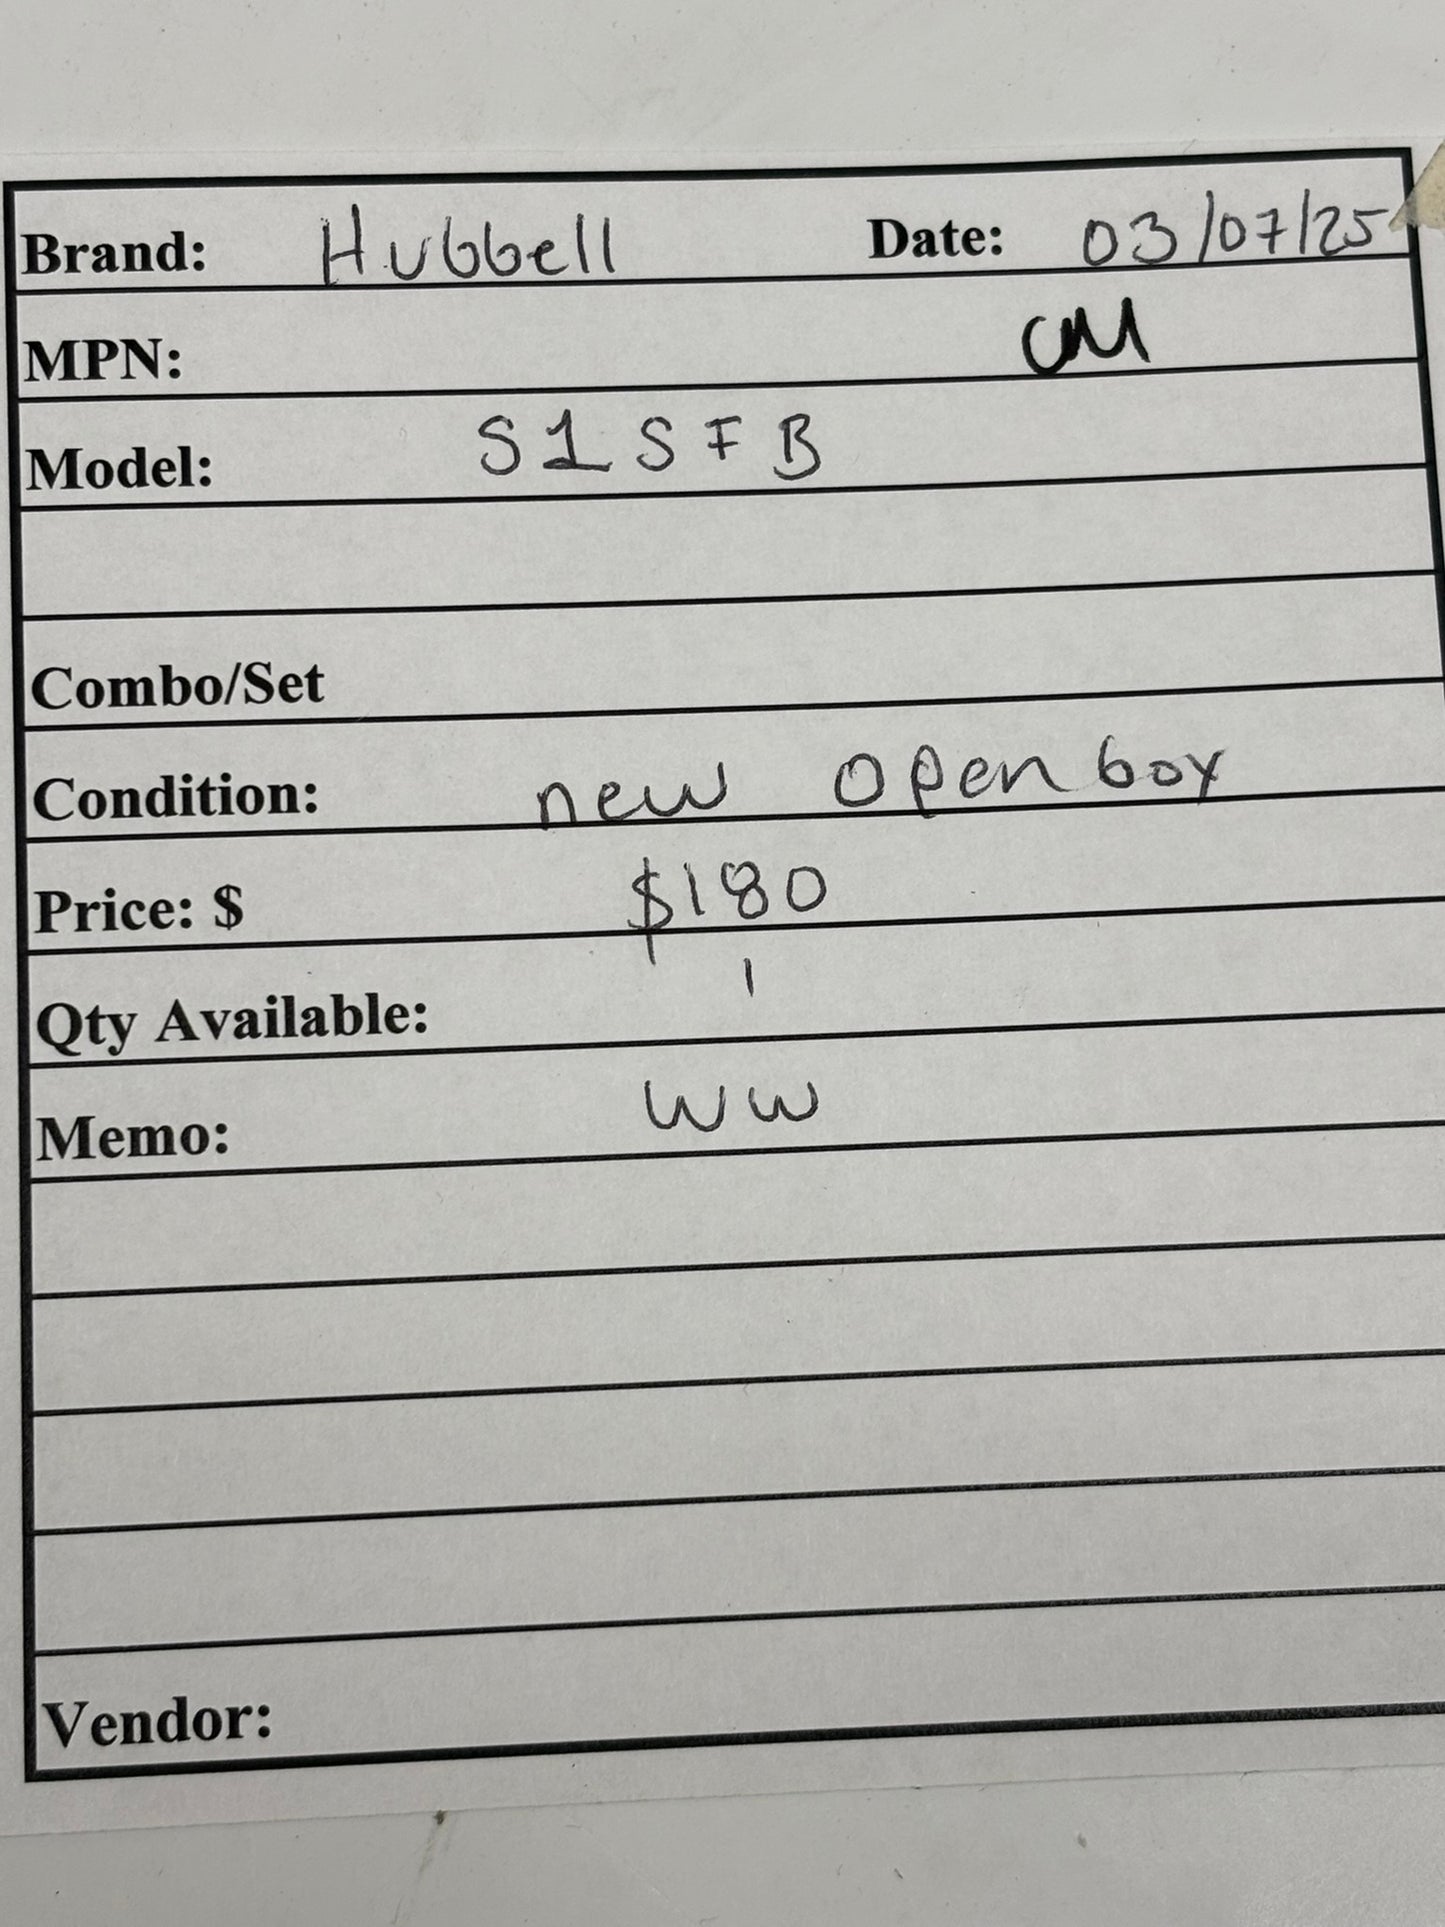 Brand: Hubbell Date: 03/07/25
MPN: CM
Model: S1SFB
Combo/Set
Condition: new open box
Price: $ $180
Qty Available: 1
Memo: WW
Vendor: